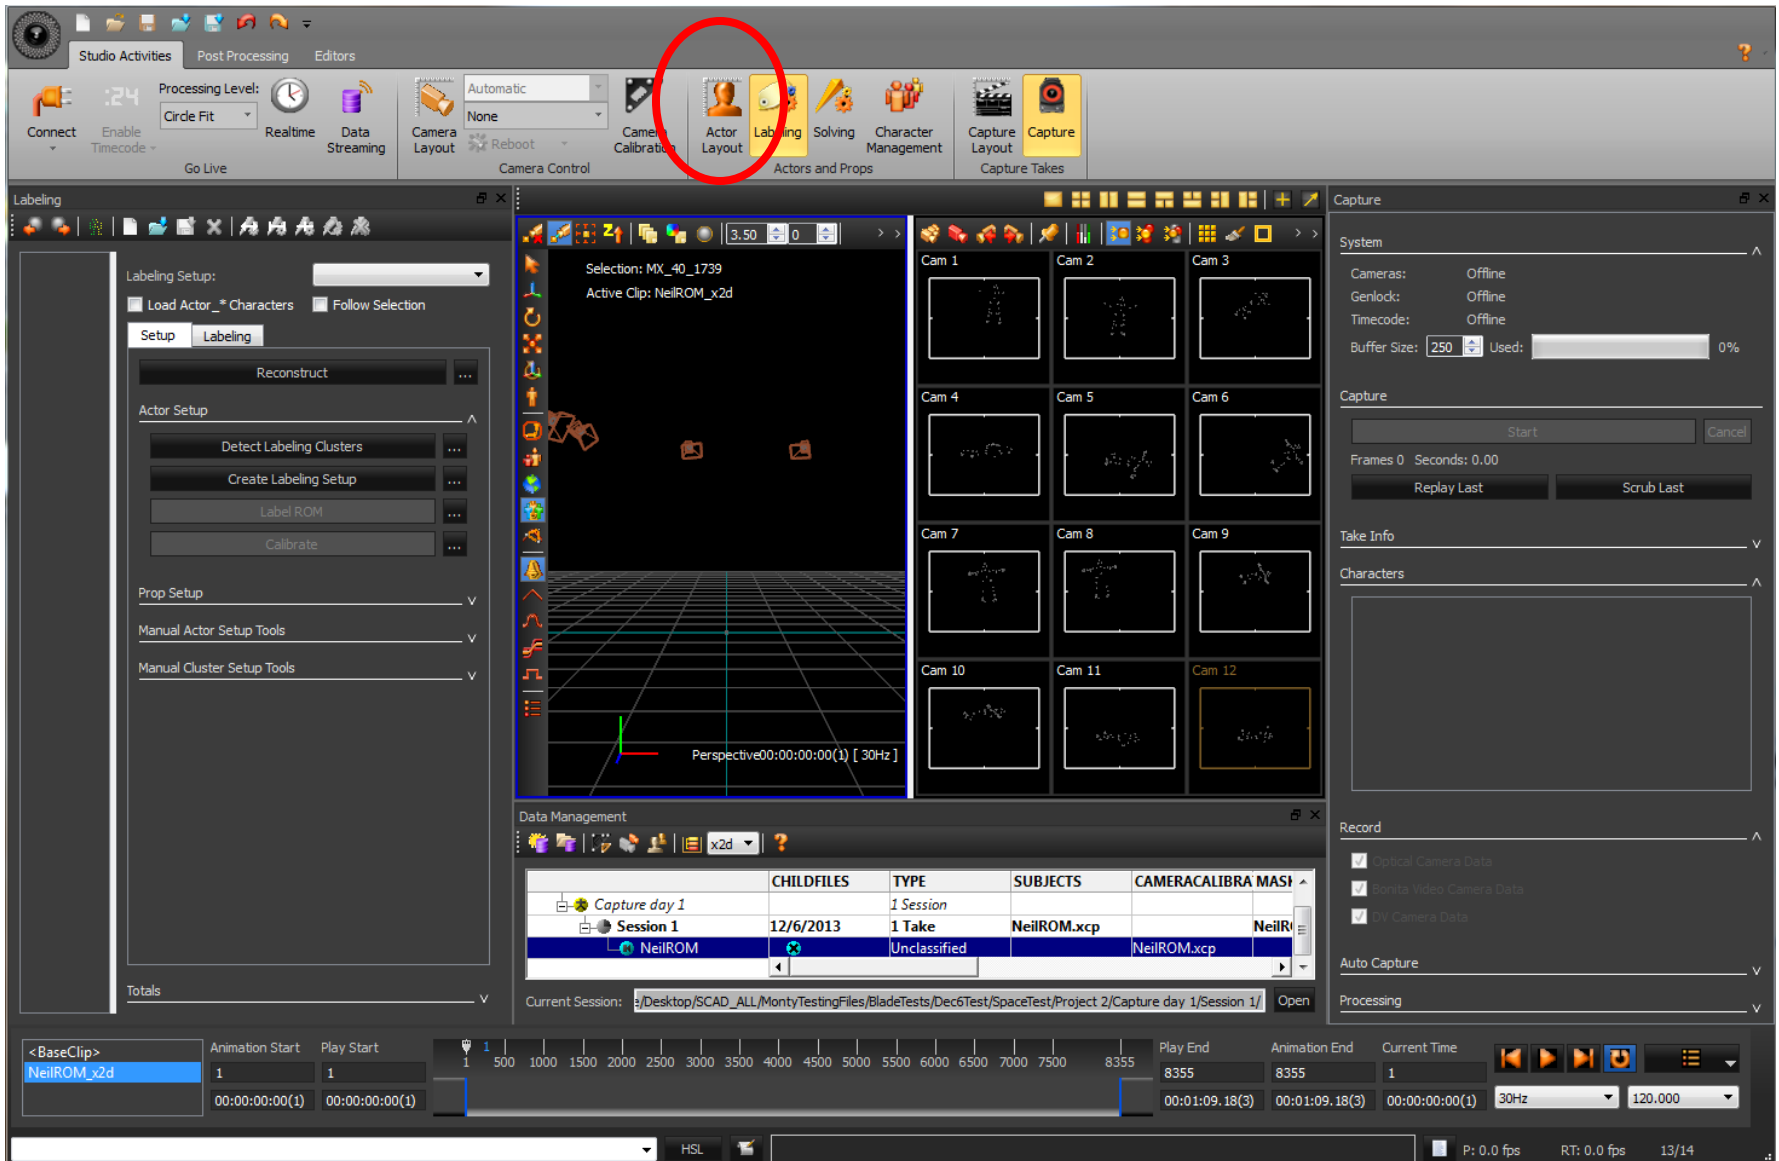 Studio Activities Post Processing Editors
Connect
:24
Enable
Timecode
Processing Level:
Circle Fit
Realtime
Data
Streaming
Go Live
Camera
Layout
Automatic
None
Reboot
Camera
Calibration
Camera Control
Actor
Layout
Labeling
Solving
Character
Management
Actors and Props
Capture
Layout
Capture
Capture Takes
Labeling
Labeling Setup:
Load Actor_* Characters Follow Selection
Setup Labeling
Reconstruct ...
Actor Setup
Detect Labeling Clusters ...
Create Labeling Setup ...
Label ROM ...
Calibrate ...
Prop Setup
Manual Actor Setup Tools
Manual Cluster Setup Tools
Totals
3.50 0
Selection: MX_40_1739
Active Clip: NeilROM_x2d
Perspective00:00:00:00(1) [ 30Hz ]
Cam 1 Cam 2 Cam 3
Cam 4 Cam 5 Cam 6
Cam 7 Cam 8 Cam 9
Cam 10 Cam 11 Cam 12
Data Management
x2d
CHILDFILES TYPE SUBJECTS CAMERACALIBRA MASK
Capture day 1 1 Session
Session 1 12/6/2013 1 Take NeilROM.xcp NeilR
NeilROM Unclassified NeilROM.xcp
Current Session: e/Desktop/SCAD_ALL/MontyTestingFiles/BladeTests/Dec6Test/SpaceTest/Project 2/Capture day 1/Session 1/ Open
Capture
System
Cameras: Offline
Genlock: Offline
Timecode: Offline
Buffer Size: 250 Used: 0%
Capture
Start Cancel
Frames 0 Seconds: 0.00
Replay Last Scrub Last
Take Info
Characters
Record
Optical Camera Data
Bonita Video Camera Data
DV Camera Data
Auto Capture
Processing
<BaseClip>
NeilROM_x2d
Animation Start Play Start
1 1
00:00:00:00(1) 00:00:00:00(1)
1
1 500 1000 1500 2000 2500 3000 3500 4000 4500 5000 5500 6000 6500 7000 7500 8355
Play End Animation End Current Time
8355 8355 1
00:01:09.18(3) 00:01:09.18(3) 00:00:00:00(1)
30Hz 120.000
HSL P: 0.0 fps RT: 0.0 fps 13/14